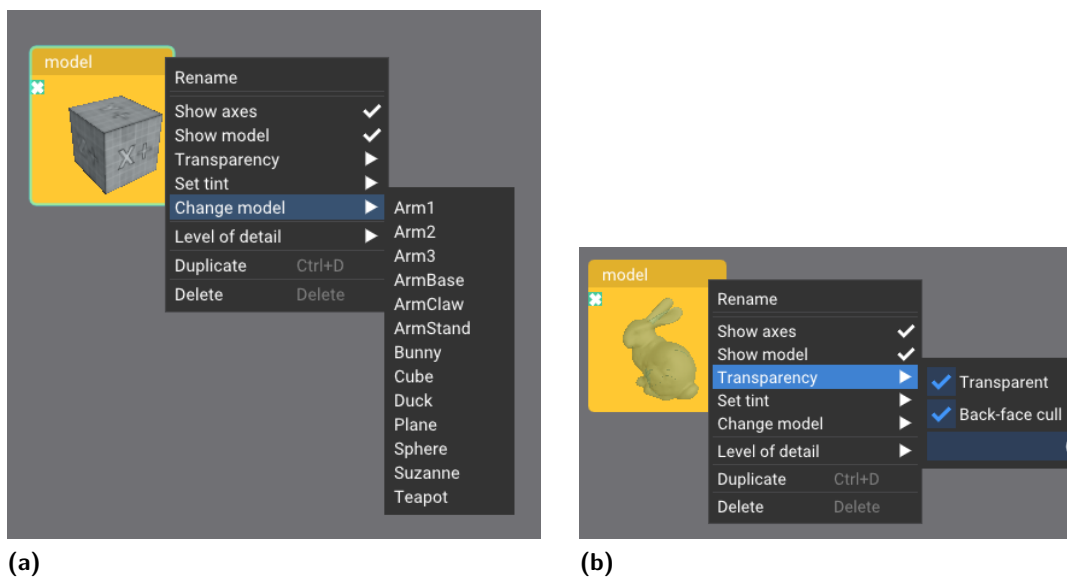 model
X+
Rename
Show axes
Show model
Transparency
Set tint
Change model
Level of detail
Duplicate Ctrl+D
Delete Delete
Arm1
Arm2
Arm3
ArmBase
ArmClaw
ArmStand
Bunny
Cube
Duck
Plane
Sphere
Suzanne
Teapot
(a)
model
Rename
Show axes
Show model
Transparency
Set tint
Change model
Level of detail
Duplicate Ctrl+D
Delete Delete
Transparent
Back-face cull
(b)